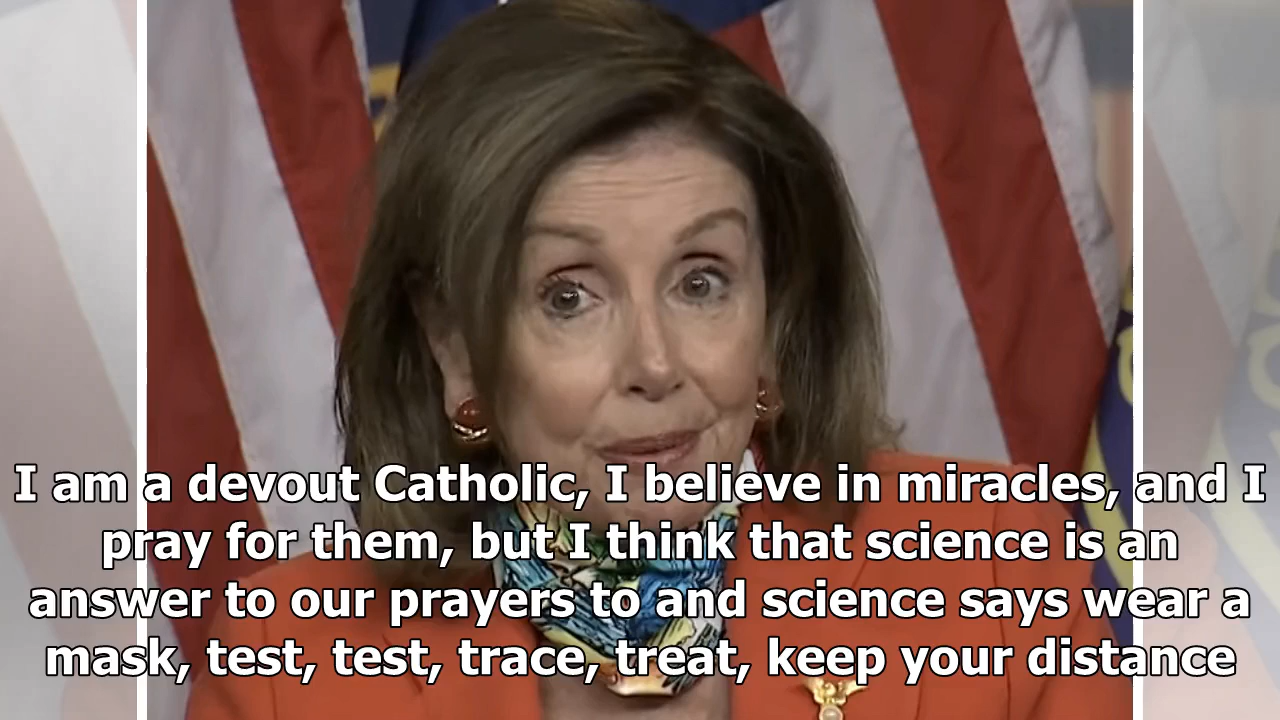 I am a devout Catholic, I believe in miracles, and I
pray for them, but I think that science is an
answer to our prayers to and science says wear a
mask, test, test, trace, treat, keep your distance